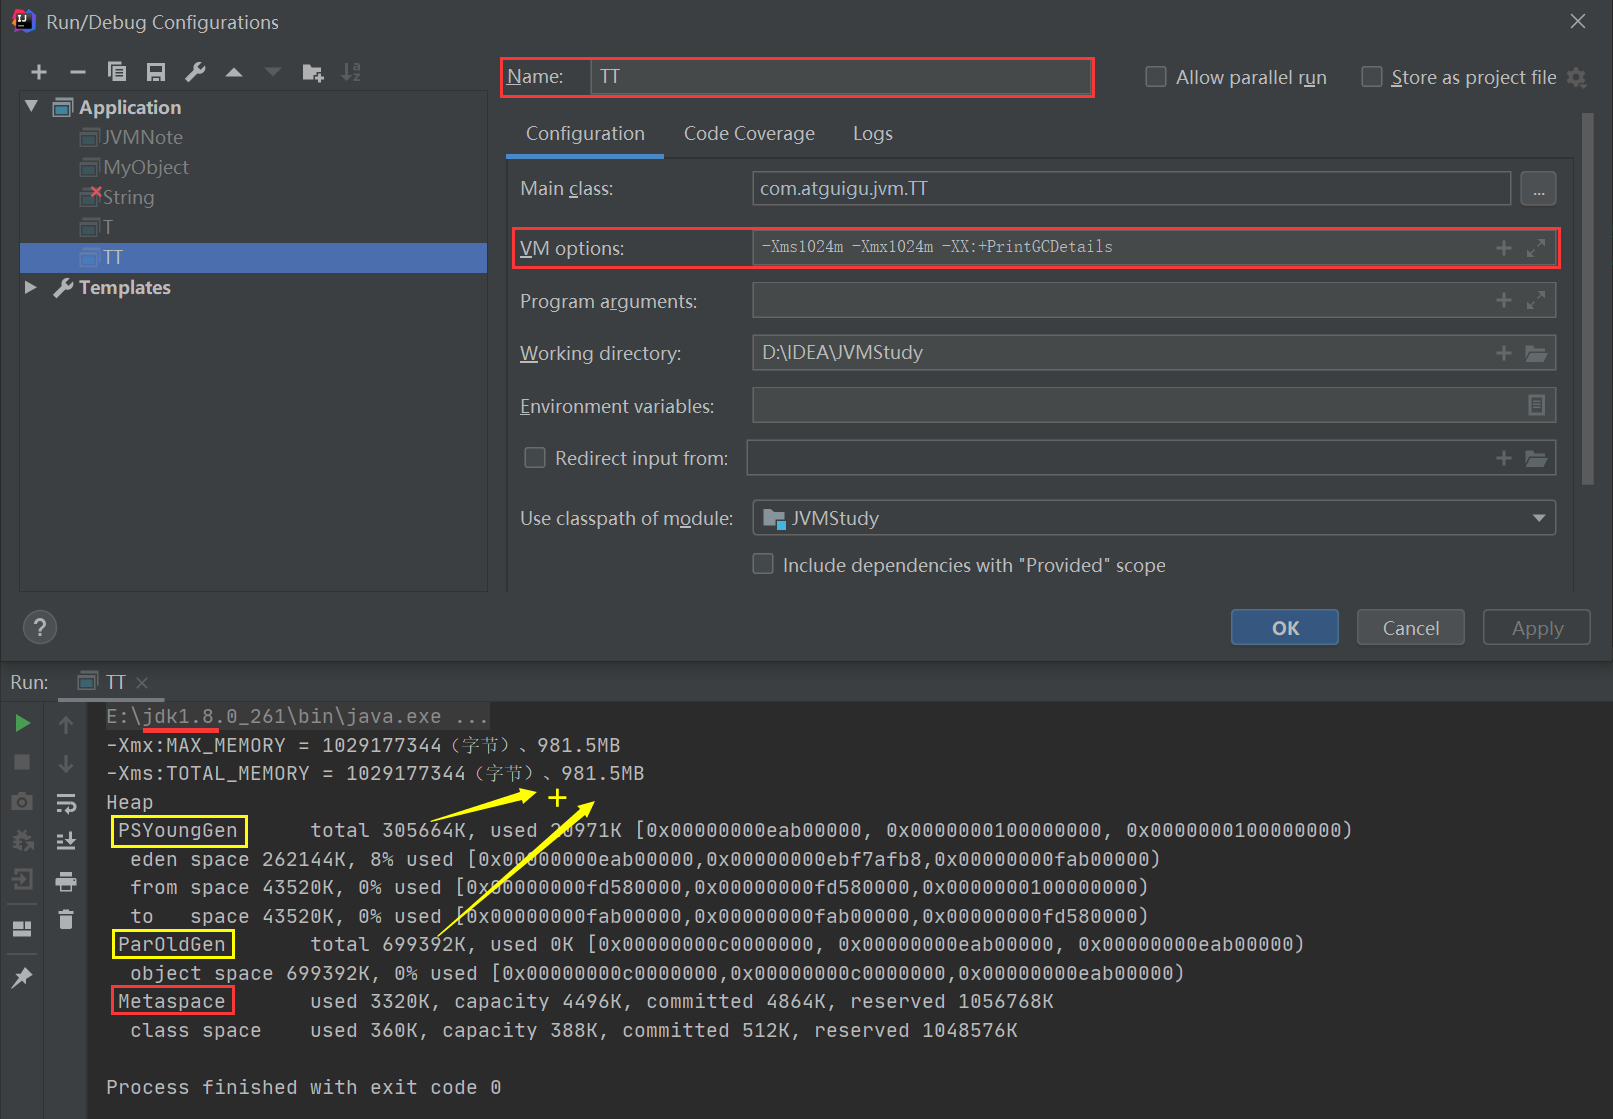 Run/Debug Configurations
Name: TT
Allow parallel run
Store as project file
Application
JVMNote
MyObject
String
T
TT
Templates
Configuration Code Coverage Logs
Main class: com.atguigu.jvm.TT ...
VM options: -Xms1024m -Xmx1024m -XX:+PrintGCDetails
Program arguments:
Working directory: D:\IDEA\JVMStudy
Environment variables:
Redirect input from:
Use classpath of module: JVMStudy
Include dependencies with "Provided" scope
? OK Cancel Apply
Run: TT
E:\jdk1.8.0_261\bin\java.exe ...
-Xmx:MAX_MEMORY = 1029177344（字节）、981.5MB
-Xms:TOTAL_MEMORY = 1029177344（字节）、981.5MB
Heap
PSYoungGen total 305664K, used 20971K [0x00000000eab00000, 0x0000000100000000, 0x0000000100000000)
eden space 262144K, 8% used [0x00000000eab00000,0x00000000ebf7afb8,0x00000000fab00000)
from space 43520K, 0% used [0x00000000fd580000,0x00000000fd580000,0x0000000100000000)
to space 43520K, 0% used [0x00000000fab00000,0x00000000fab00000,0x00000000fd580000)
ParOldGen total 699392K, used 0K [0x00000000c0000000, 0x00000000eab00000, 0x00000000eab00000)
object space 699392K, 0% used [0x00000000c0000000,0x00000000c0000000,0x00000000eab00000)
Metaspace used 3320K, capacity 4496K, committed 4864K, reserved 1056768K
class space used 360K, capacity 388K, committed 512K, reserved 1048576K
Process finished with exit code 0